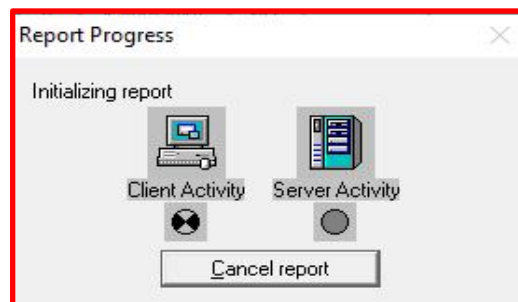 Report Progress
Initializing report
Client Activity Server Activity
Cancel report